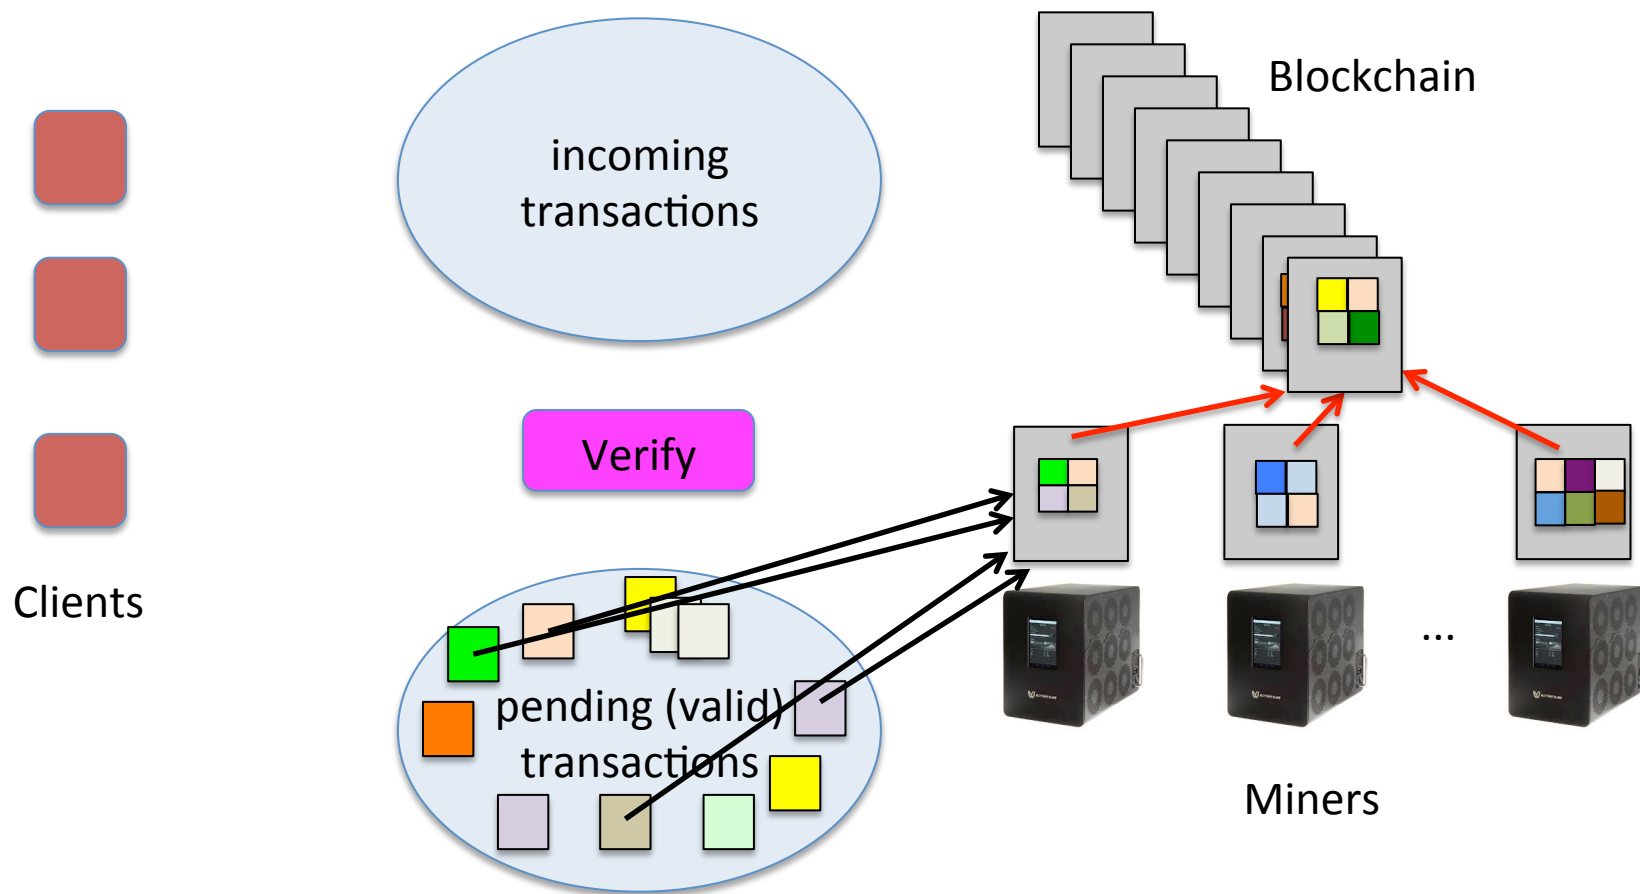 incoming
transactions
Blockchain
Verify
Clients
pending (valid)
transactions
...
Miners